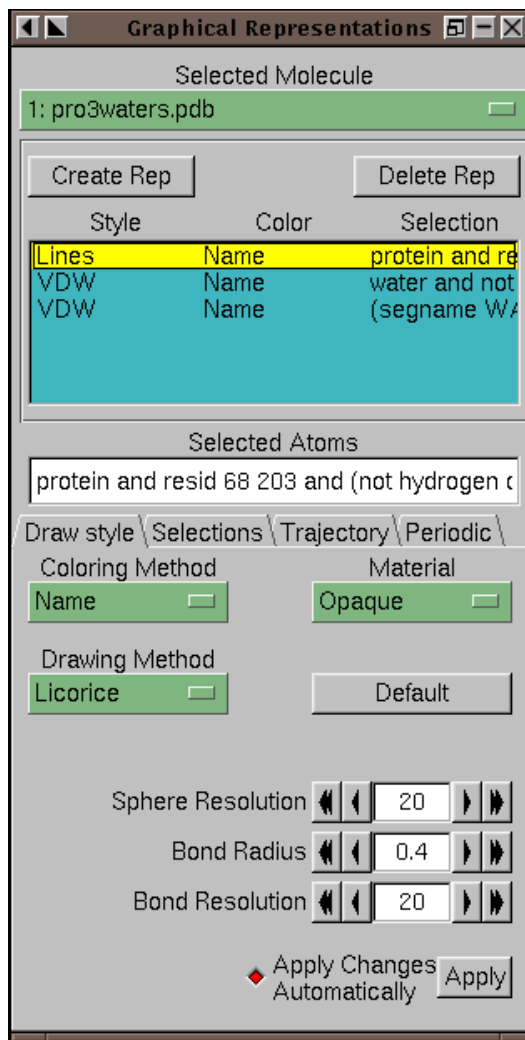 Graphical Representations
Selected Molecule
1: pro3waters.pdb
Create Rep Delete Rep
Style Color Selection
Lines Name protein and re
VDW Name water and not
VDW Name (segname WA
Selected Atoms
protein and resid 68 203 and (not hydrogen o
Draw style Selections Trajectory Periodic
Coloring Method Material
Name Opaque
Drawing Method
Licorice Default
Sphere Resolution 20
Bond Radius 0.4
Bond Resolution 20
Apply Changes
Automatically Apply